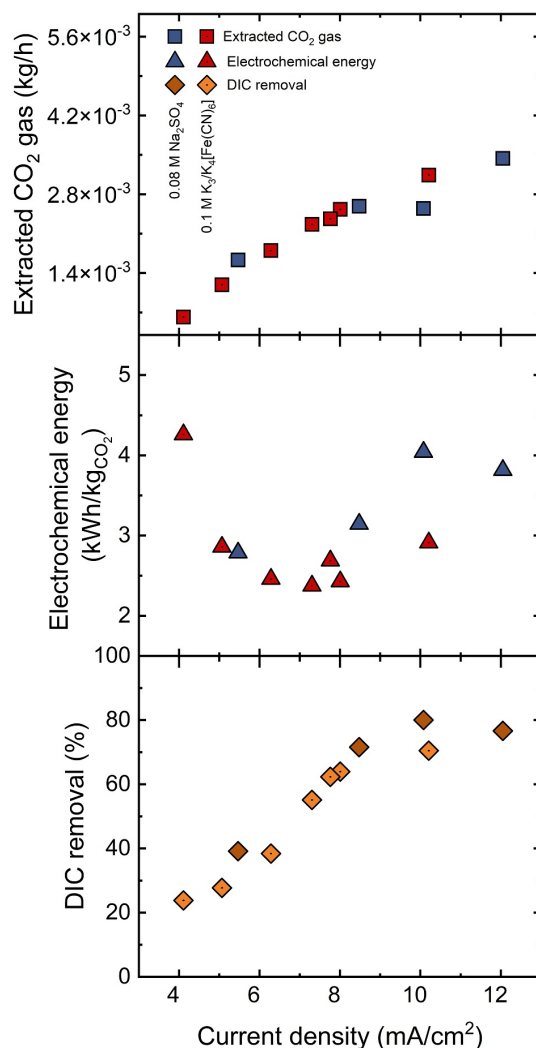 Extracted CO₂ gas (kg/h)
5.6×10⁻³
4.2×10⁻³
2.8×10⁻³
1.4×10⁻³
Extracted CO₂ gas
Electrochemical energy
DIC removal
0.08 M Na₂SO₄
0.1 M K₃/K₄[Fe(CN)₆]
Electrochemical energy
(kWh/kg_CO₂)
5
4
3
2
DIC removal (%)
100
80
60
40
20
0
4 6 8 10 12
Current density (mA/cm²)